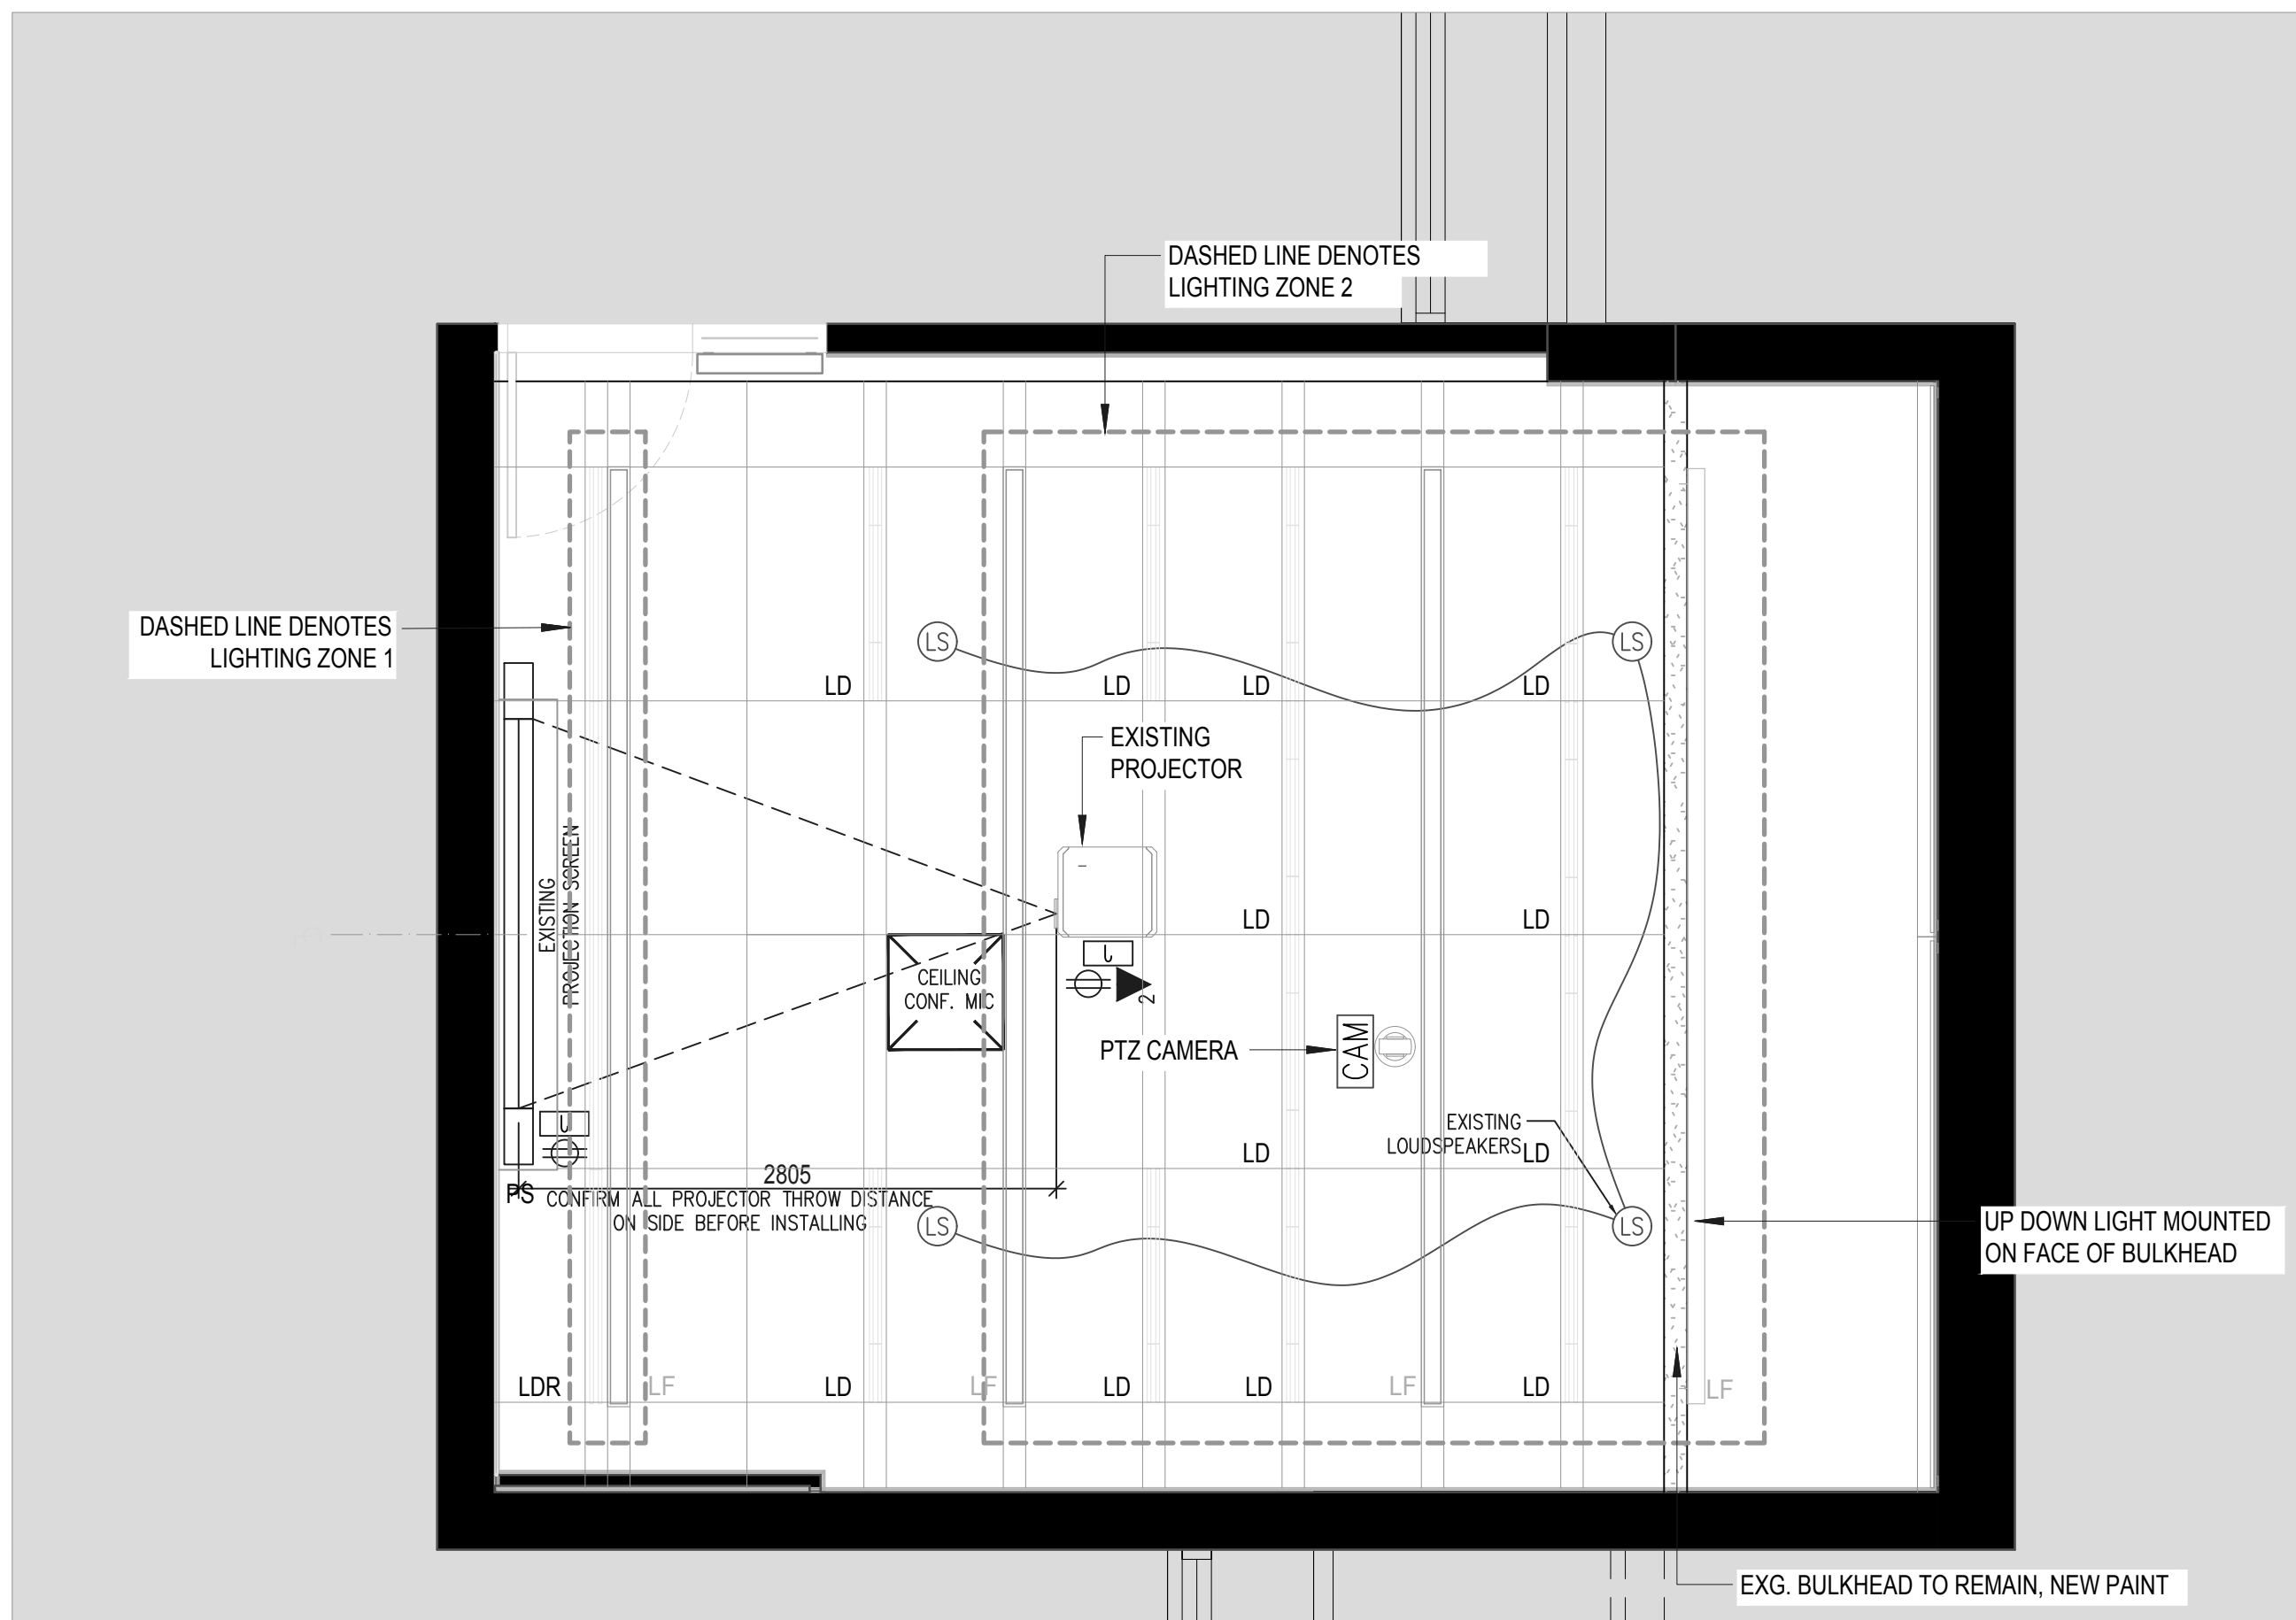 DASHED LINE DENOTES
LIGHTING ZONE 2
DASHED LINE DENOTES
LIGHTING ZONE 1
LS
LS
LD
LD
LD
LD
EXISTING
PROJECTOR
EXISTING
PROJECTION SCREEN
LD
LD
CEILING
CONF. MIC
J
2
PTZ CAMERA
CAM
J
EXISTING
LOUDSPEAKERS
LD
LD
2805
PS
CONFIRM ALL PROJECTOR THROW DISTANCE
ON SIDE BEFORE INSTALLING
LS
LS
UP DOWN LIGHT MOUNTED
ON FACE OF BULKHEAD
LDR
LF
LD
LF
LD
LD
LF
LD
LF
EXG. BULKHEAD TO REMAIN, NEW PAINT